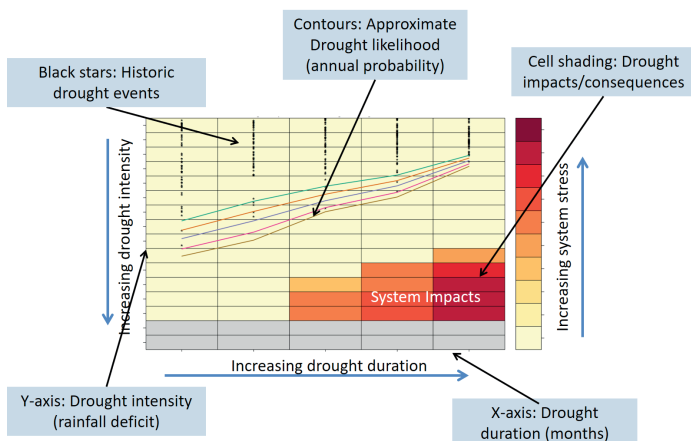 Contours: Approximate
Drought likelihood
(annual probability)
Black stars: Historic
drought events
Cell shading: Drought
impacts/consequences
Increasing drought intensity
System Impacts
Increasing system stress
Increasing drought duration
Y-axis: Drought intensity
(rainfall deficit)
X-axis: Drought
duration (months)